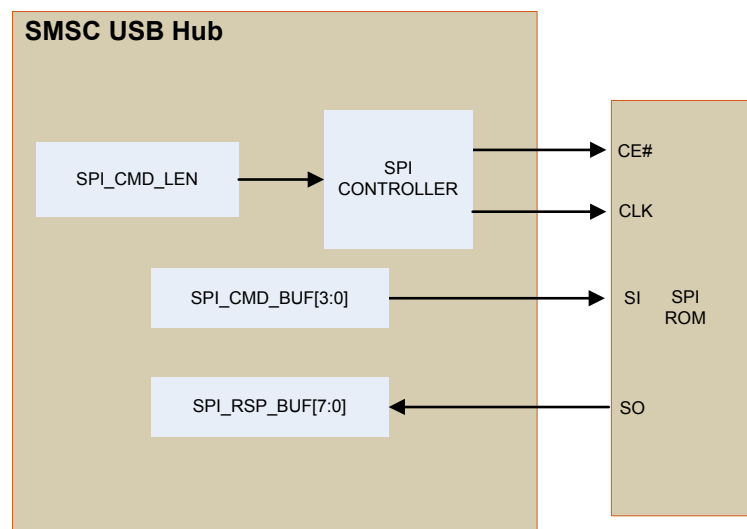 SMSC USB Hub
SPI_CMD_LEN
SPI
CONTROLLER
CE#
CLK
SPI_CMD_BUF[3:0]
SI
SPI
ROM
SPI_RSP_BUF[7:0]
SO